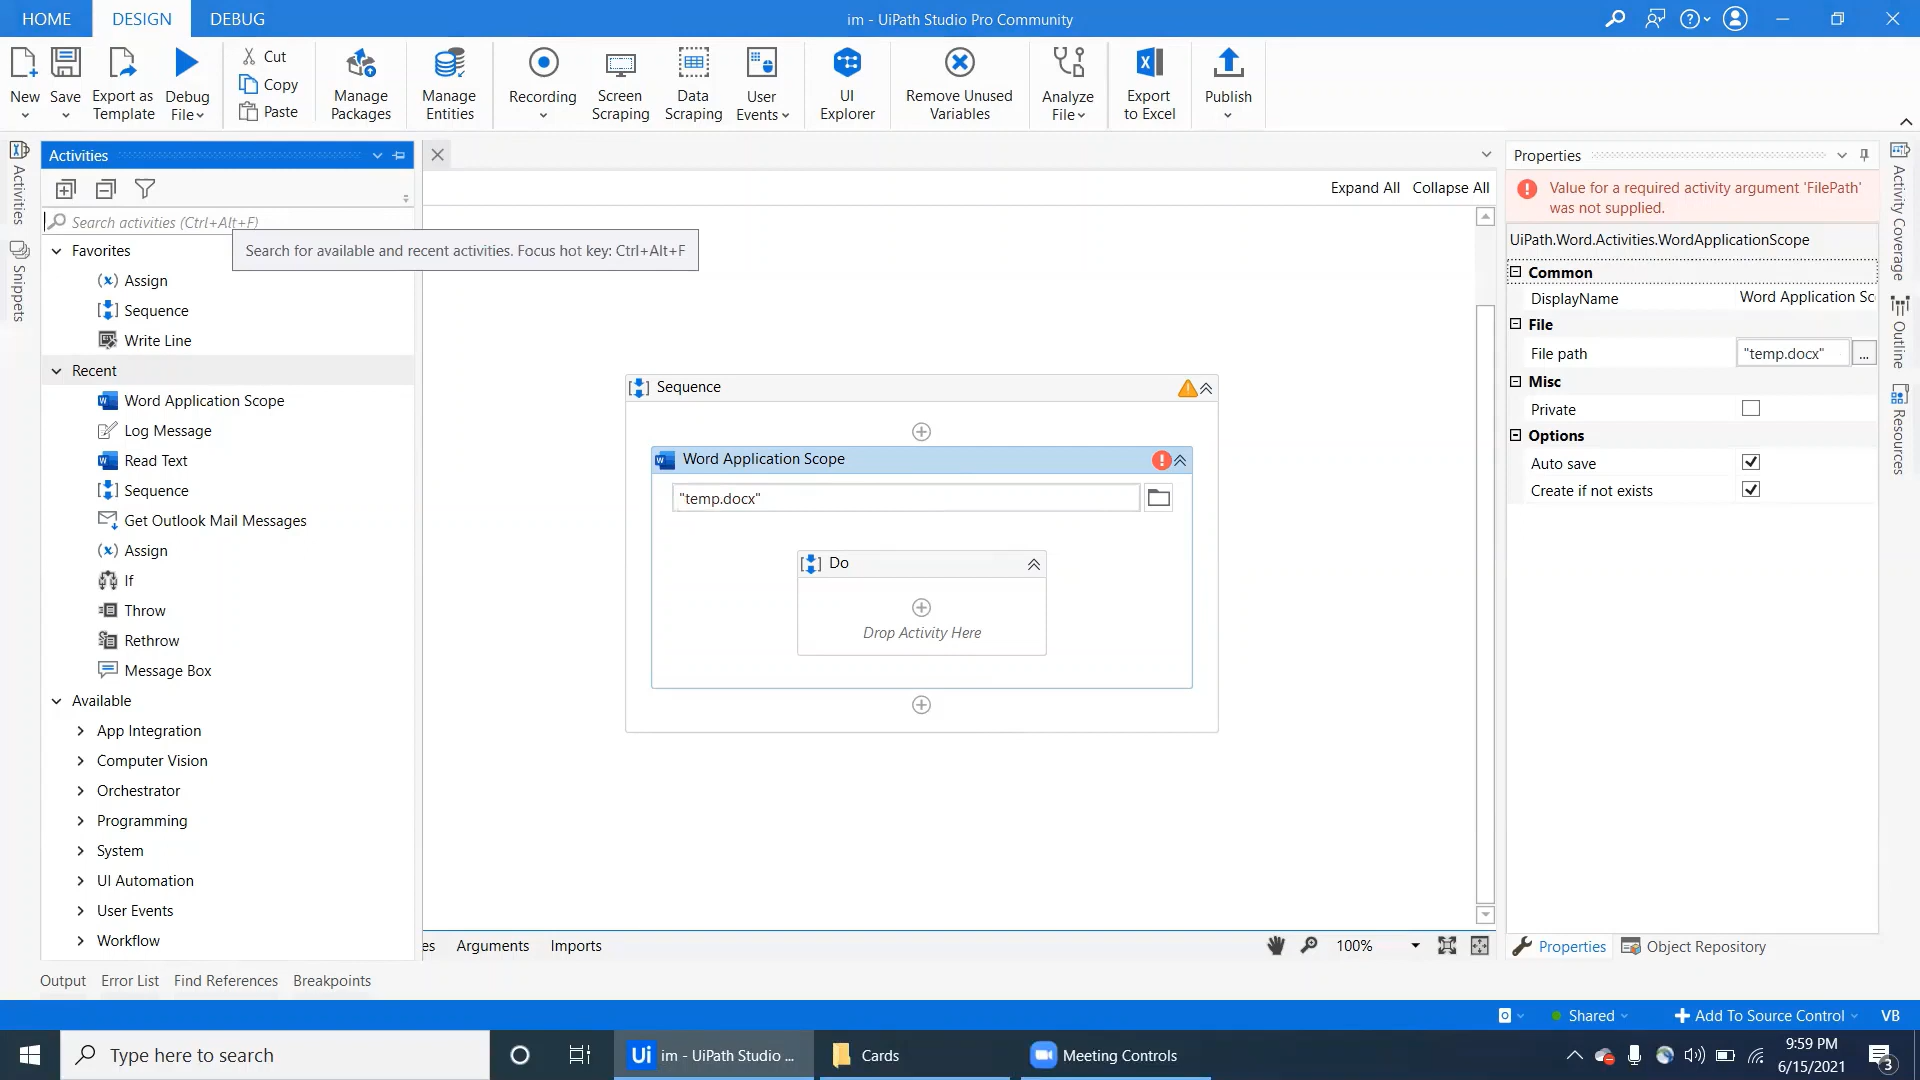 HOME DESIGN DEBUG im - UiPath Studio Pro Community
New Save Export as Template Debug File Cut Copy Paste Manage Packages Manage Entities Recording Screen Scraping Data Scraping User Events UI Explorer Remove Unused Variables Analyze File Export to Excel Publish
Activities
Search activities (Ctrl+Alt+F)
Search for available and recent activities. Focus hot key: Ctrl+Alt+F
Favorites
Assign
Sequence
Write Line
Recent
Word Application Scope
Log Message
Read Text
Sequence
Get Outlook Mail Messages
Assign
If
Throw
Rethrow
Message Box
Available
App Integration
Computer Vision
Orchestrator
Programming
System
UI Automation
User Events
Workflow
Activities
Snippets
Expand All Collapse All
Sequence
Word Application Scope
W
"temp.docx"
Do
Drop Activity Here
es Arguments Imports 100%
Properties
Value for a required activity argument 'FilePath'
was not supplied.
UiPath.Word.Activities.WordApplicationScope
Common
DisplayName Word Application Sc
File
File path "temp.docx" ...
Misc
Private
Options
Auto save
Create if not exists
Properties Object Repository
Activity Coverage
Outline
Resources
Output Error List Find References Breakpoints
Shared Add To Source Control VB
Type here to search
Ui im - UiPath Studio ...
Cards
Meeting Controls
9:59 PM
6/15/2021
3